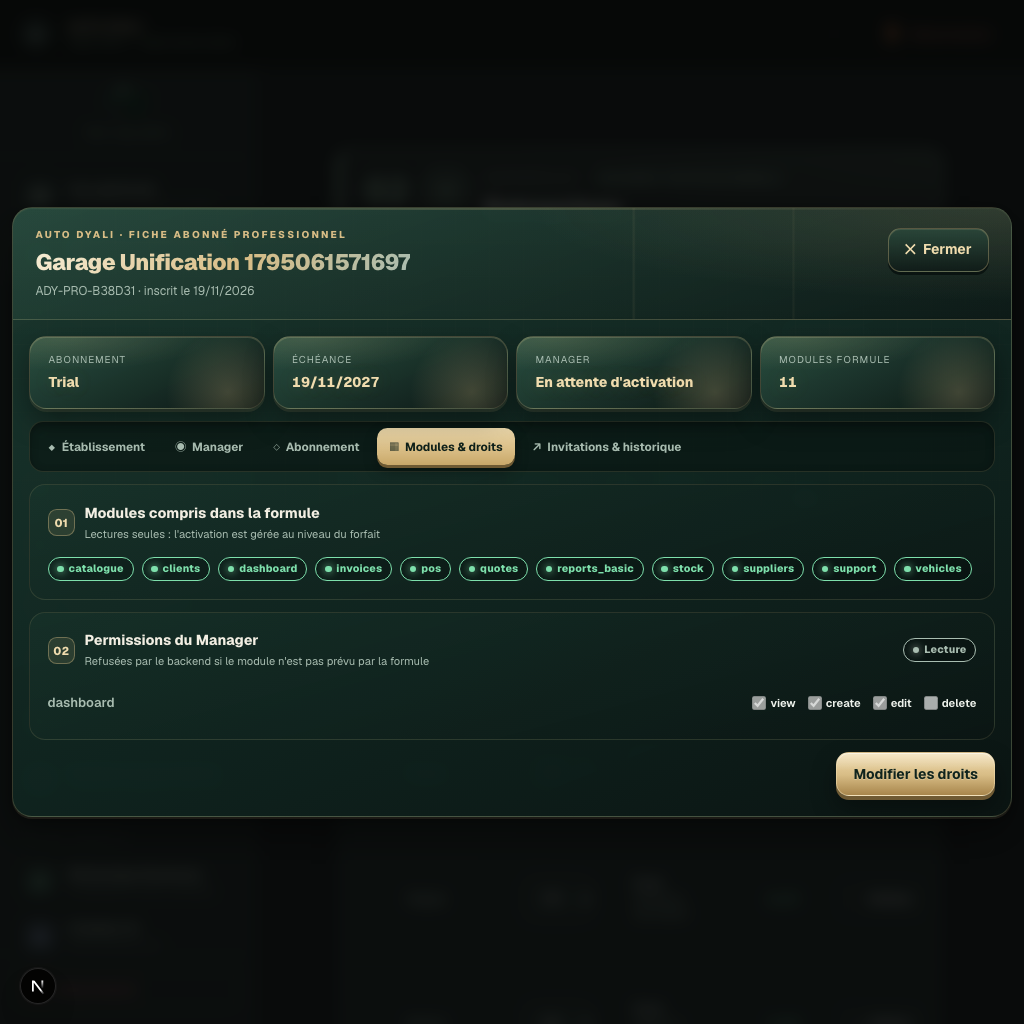 AUTO DYALI · FICHE ABONNÉ PROFESSIONNEL
Garage Unification 1795061571697
ADY-PRO-B38D31 · inscrit le 19/11/2026
Fermer
ABONNEMENT
Trial
ÉCHÉANCE
19/11/2027
MANAGER
En attente d'activation
MODULES FORMULE
11
Établissement
Manager
Abonnement
Modules & droits
Invitations & historique
01
Modules compris dans la formule
Lectures seules : l'activation est gérée au niveau du forfait
catalogue
clients
dashboard
invoices
pos
quotes
reports_basic
stock
suppliers
support
vehicles
02
Permissions du Manager
Refusées par le backend si le module n'est pas prévu par la formule
Lecture
dashboard
view
create
edit
delete
Modifier les droits
N